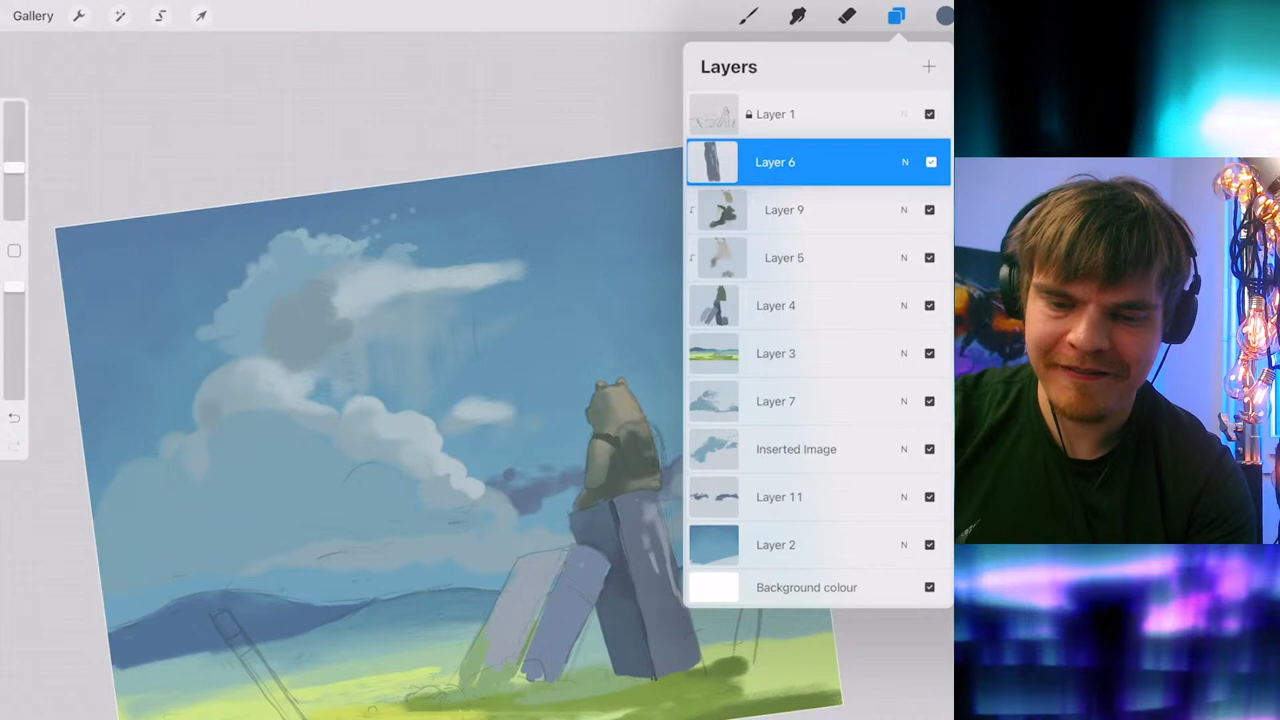 Gallery
Layers
Layer 1 N
Layer 6 N
Layer 9 N
Layer 5 N
Layer 4 N
Layer 3 N
Layer 7 N
Inserted Image N
Layer 11 N
Layer 2 N
Background colour